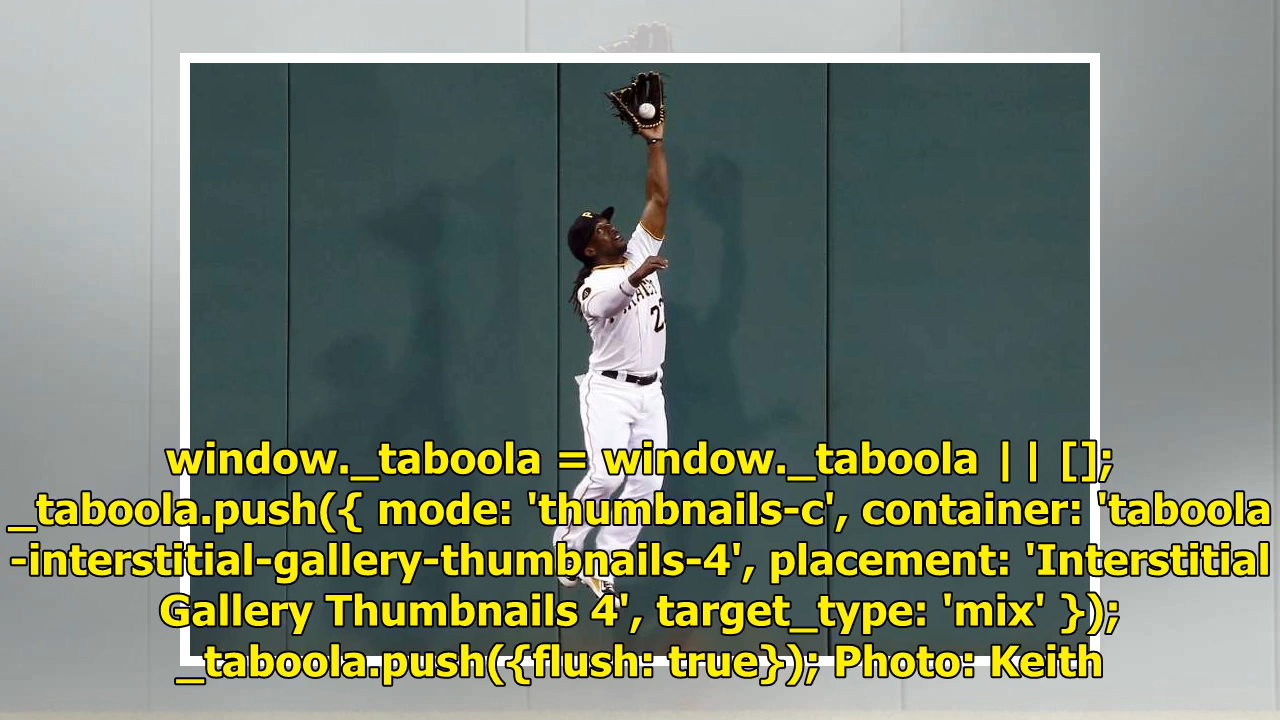 P
22
window._taboola = window._taboola || [];
_taboola.push({ mode: 'thumbnails-c', container: 'taboola
-interstitial-gallery-thumbnails-4', placement: 'Interstitial
Gallery Thumbnails 4', target_type: 'mix' });
_taboola.push({flush: true}); Photo: Keith